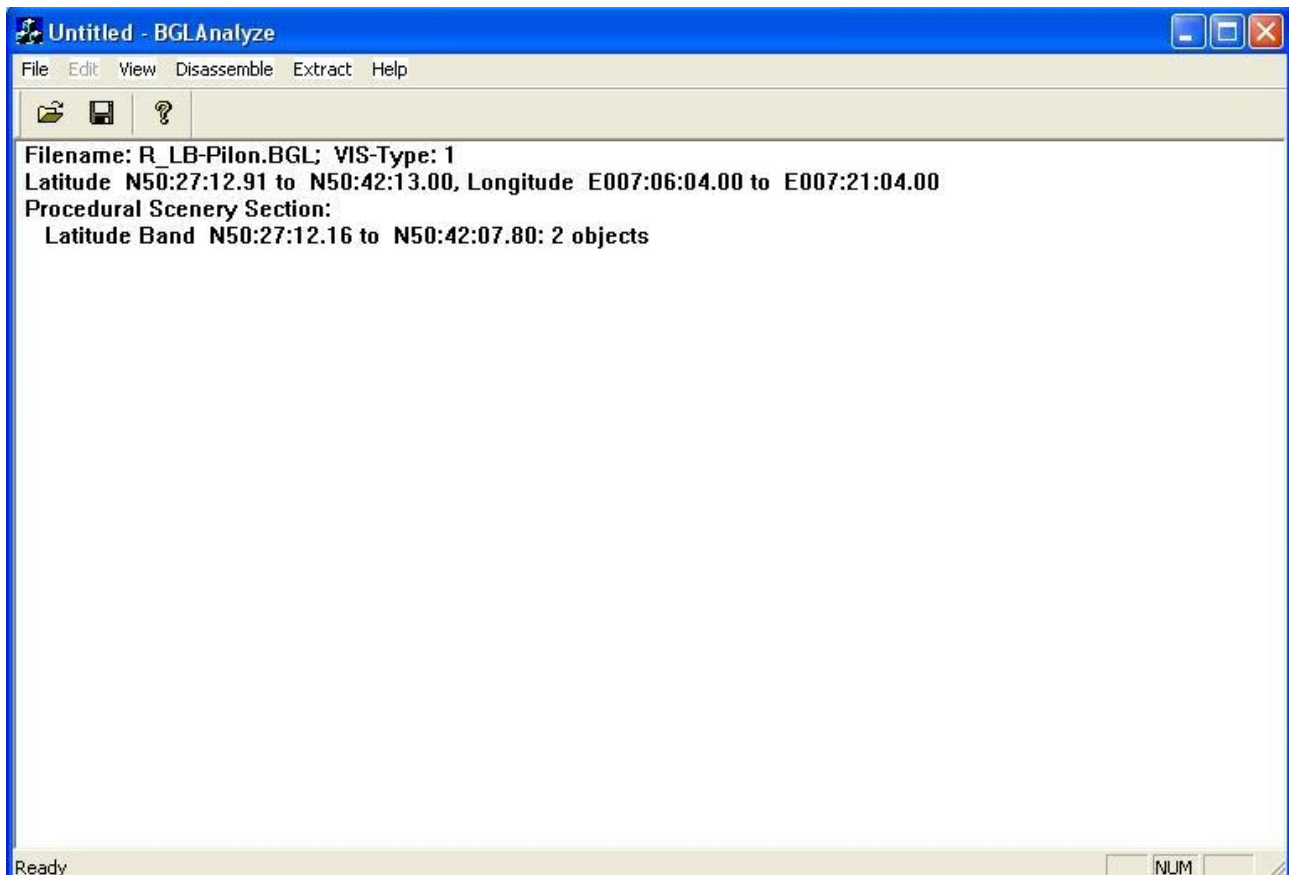 Untitled - BGLAnalyze
File Edit View Disassemble Extract Help
Filename: R_LB-Pilon.BGL; VIS-Type: 1
Latitude N50:27:12.91 to N50:42:13.00, Longitude E007:06:04.00 to E007:21:04.00
Procedural Scenery Section:
Latitude Band N50:27:12.16 to N50:42:07.80: 2 objects
Ready NUM